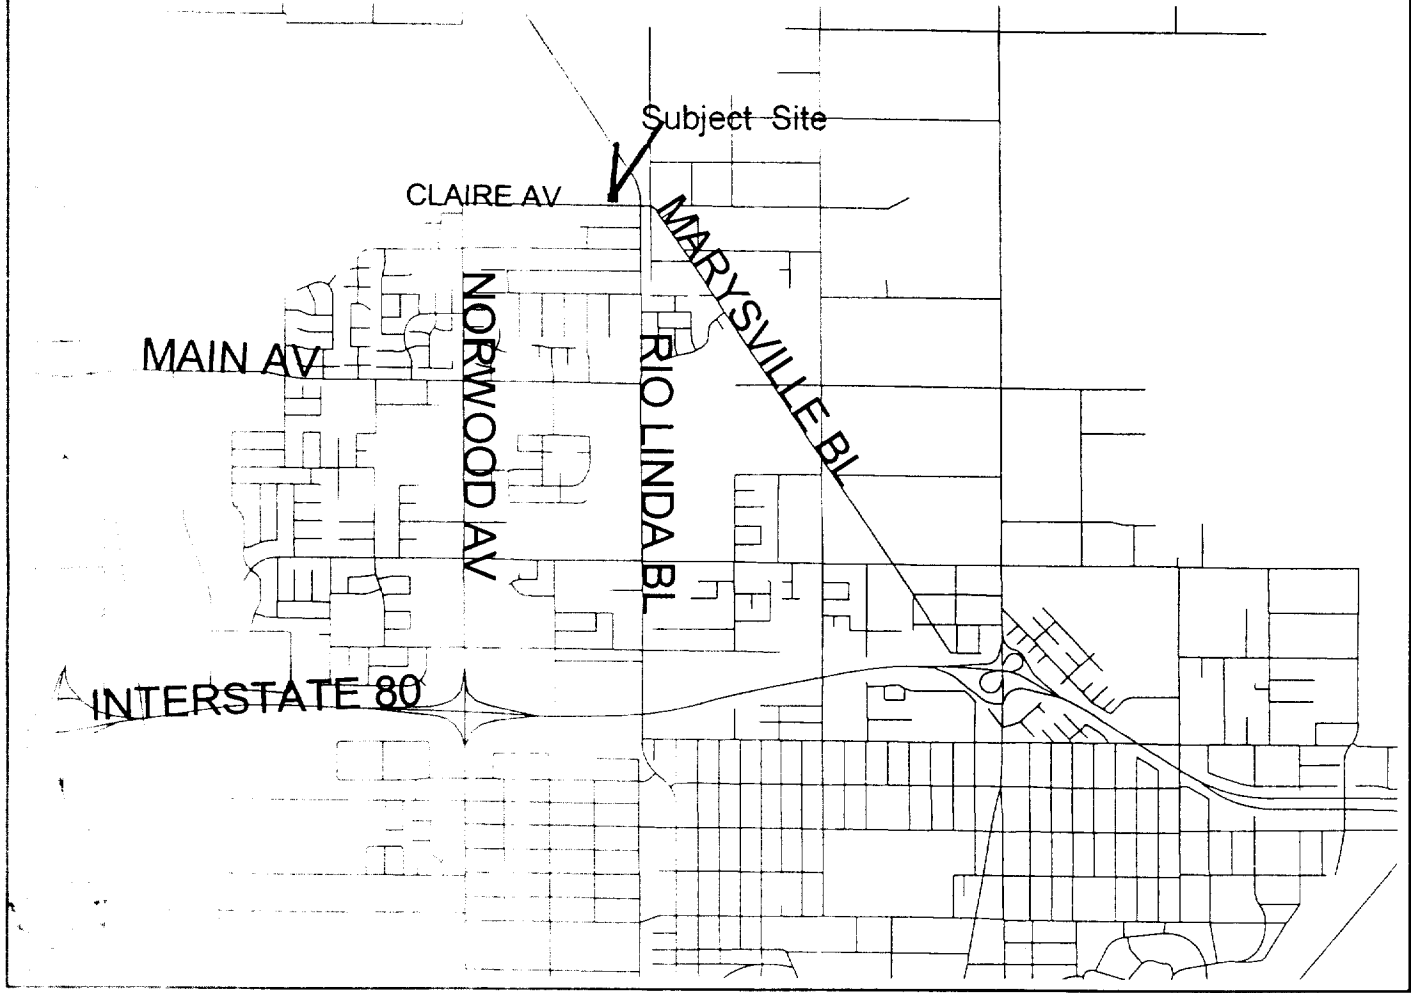 Subject Site
CLAIRE AV
MARYSVILLE BL
NORWOOD AV
MAIN AV
RIO LINDA BL
INTERSTATE 80